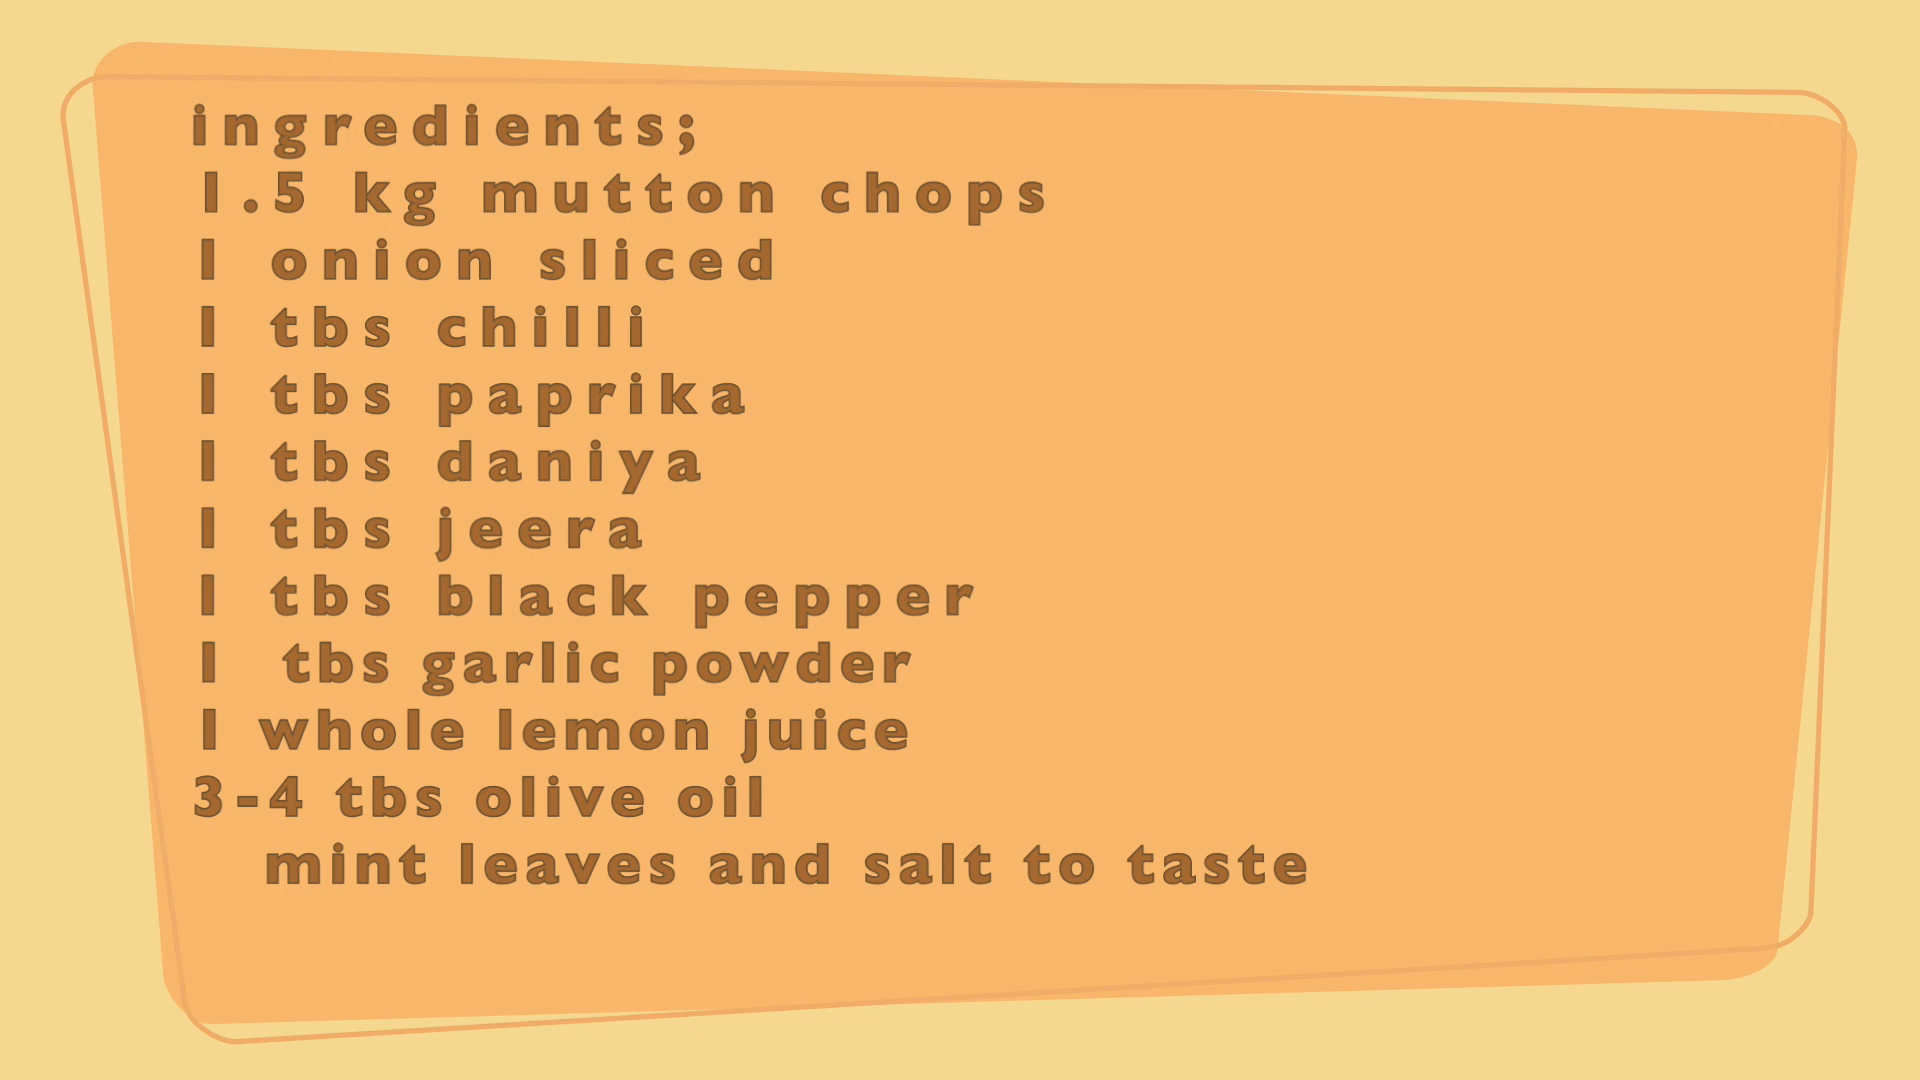 ingredients;
1.5 kg mutton chops
1 onion sliced
1 tbs chilli
1 tbs paprika
1 tbs daniya
1 tbs jeera
1 tbs black pepper
1 tbs garlic powder
1 whole lemon juice
3-4 tbs olive oil
mint leaves and salt to taste